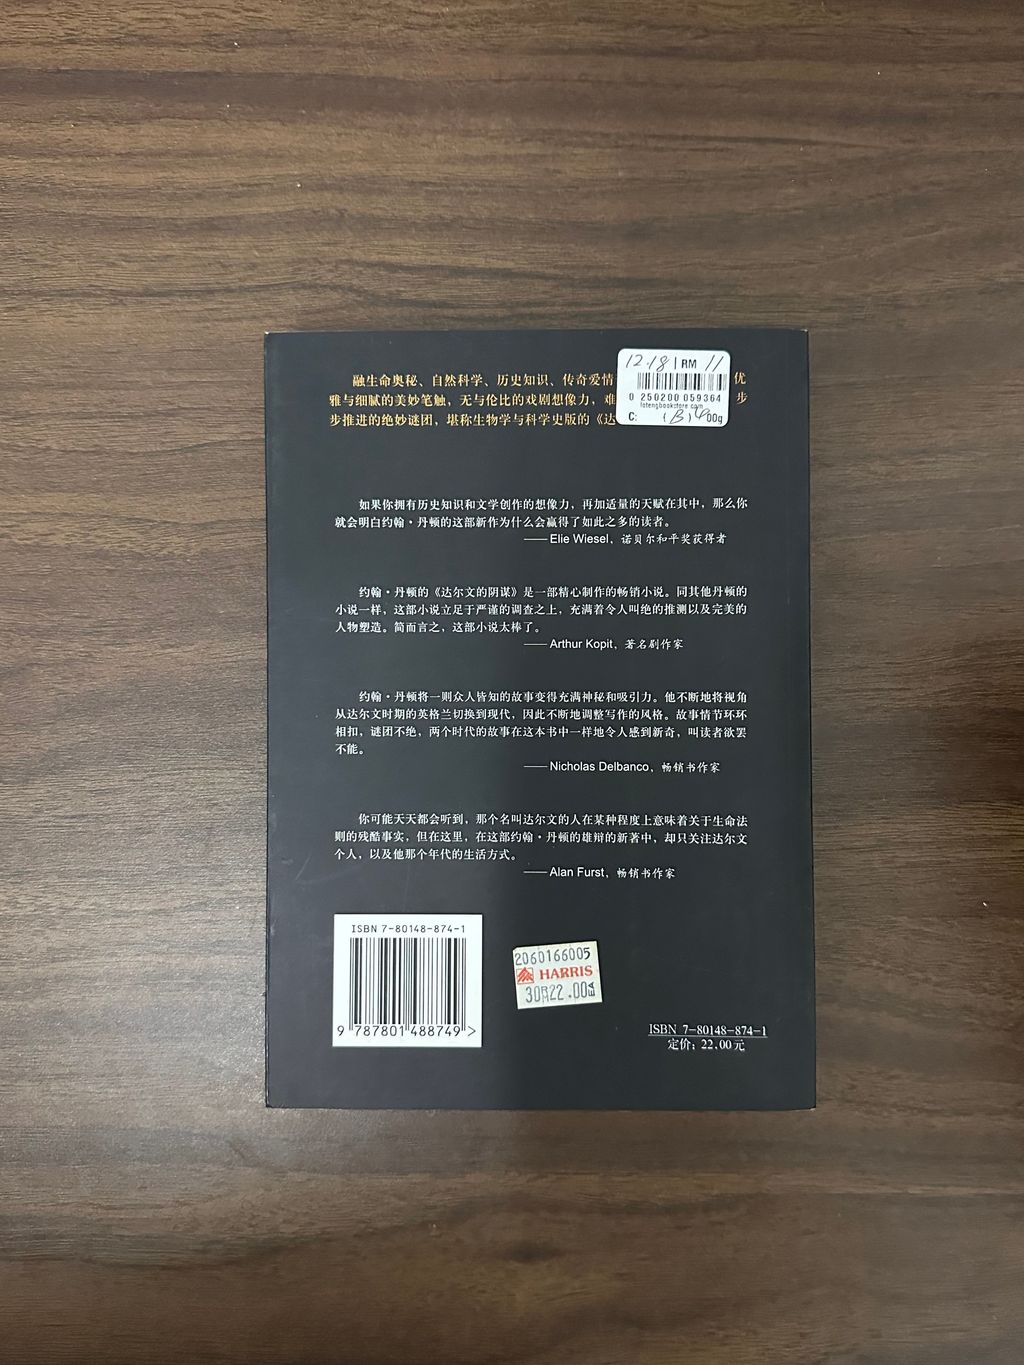 融生命奥秘、自然科学、历史知识、传奇爱情 优
雅与细腻的美妙笔触，无与伦比的戏剧想像力，难 步
步推进的绝妙谜团，堪称生物学与科学史版的《达
12.18 RM 11
0 250200 059364
C: 00g
如果你拥有历史知识和文学创作的想像力，再加适量的天赋在其中，那么你
就会明白约翰·丹顿的这部新作为什么会赢得了如此之多的读者。
——Elie Wiesel，诺贝尔和平奖获得者
约翰·丹顿的《达尔文的阴谋》是一部精心制作的畅销小说。同其他丹顿的
小说一样，这部小说立足于严谨的调查之上，充满着令人叫绝的推测以及完美的
人物塑造。简而言之，这部小说太棒了。
——Arthur Kopit，著名剧作家
约翰·丹顿将一则众人皆知的故事变得充满神秘和吸引力。他不断地将视角
从达尔文时期的英格兰切换到现代，因此不断地调整写作的风格。故事情节环环
相扣，谜团不绝，两个时代的故事在这本书中一样地令人感到新奇，叫读者欲罢
不能。
——Nicholas Delbanco，畅销书作家
你可能天天都会听到，那个名叫达尔文的人在某种程度上意味着关于生命法
则的残酷事实，但在这里，在这部约翰·丹顿的雄辩的新著中，却只关注达尔文
个人，以及他那个年代的生活方式。
——Alan Furst，畅销书作家
ISBN 7-80148-874-1
9 787801 488749 >
2060166005
HARRIS
22.00
EA
ISBN 7-80148-874-1
定价：22.00元